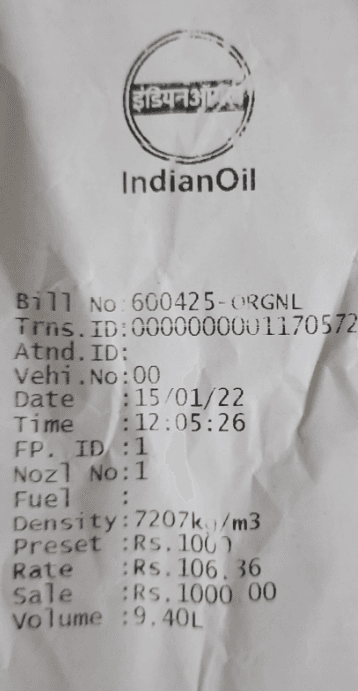 इंडियनऑयल
IndianOil
Bill No:600425-ORGNL
Trns.ID:0000000001170572
Atnd.ID:
Vehi.No:00
Date :15/01/22
Time :12:05:26
FP. ID :1
Nozl No:1
Fuel :
Density:7207kg/m3
Preset :Rs.1000
Rate :Rs.106.36
Sale :Rs.1000.00
Volume :9.40L